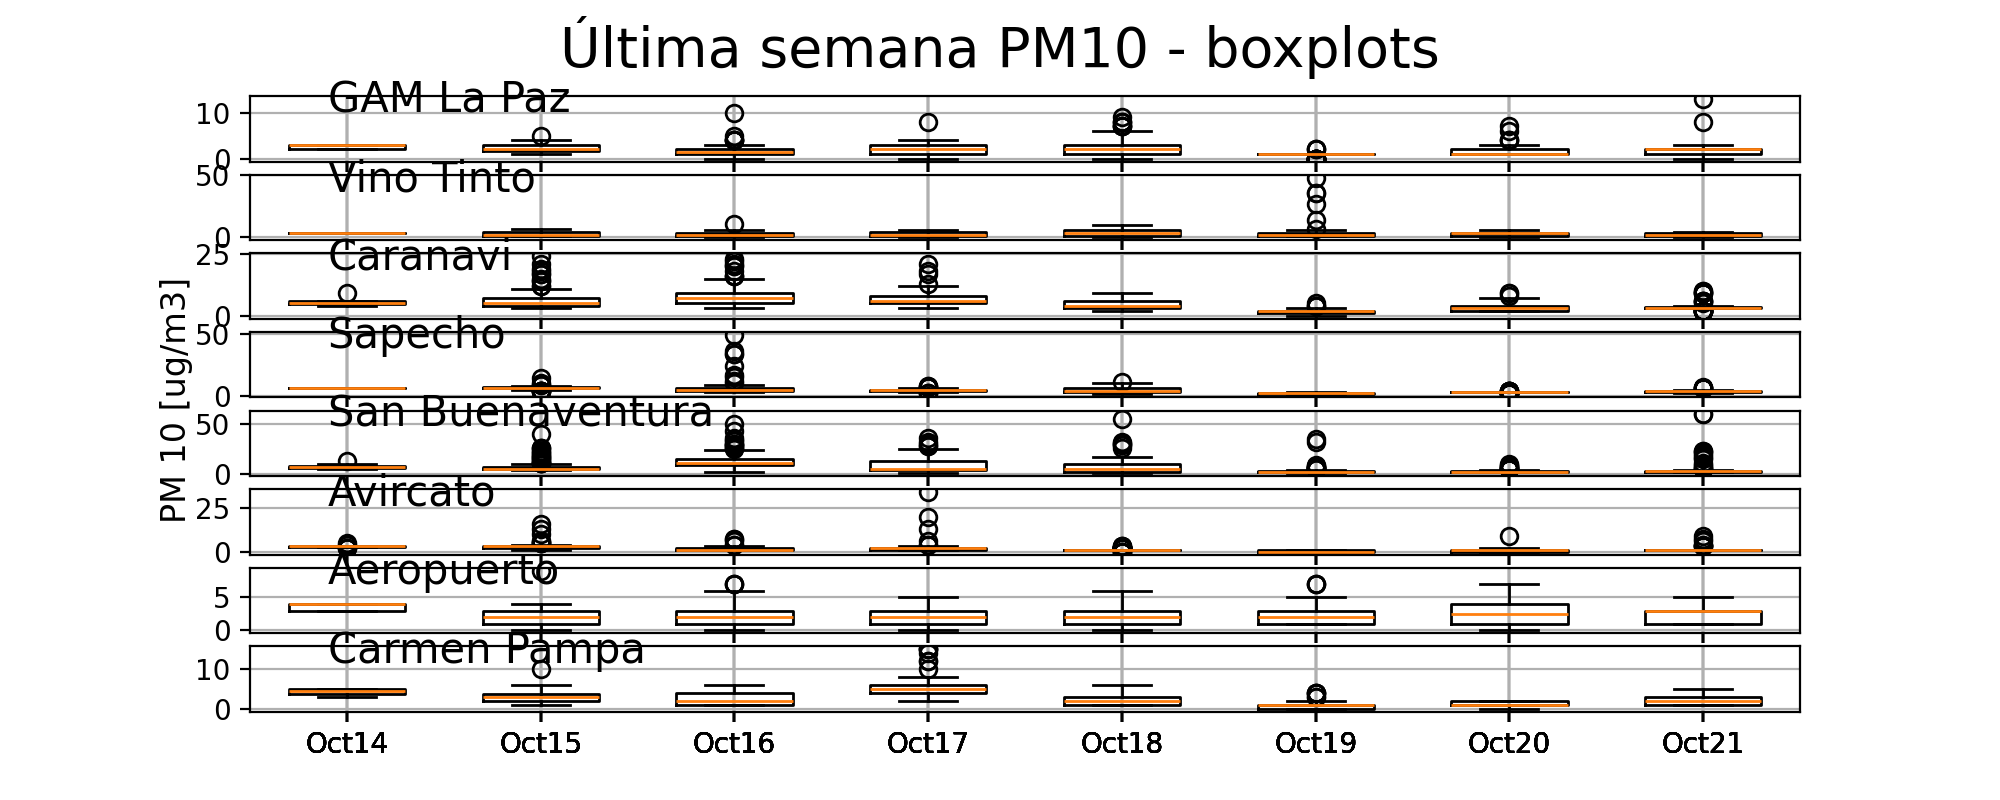 Última semana PM10 - boxplots
PM 10 [ug/m3]
GAM La Paz
10
0
Vino Tinto
50
0
Caranavi
25
0
Sapecho
50
0
San Buenaventura
50
0
Avircato
25
0
Aeropuerto
5
0
Carmen Pampa
10
0
Oct14 Oct15 Oct16 Oct17 Oct18 Oct19 Oct20 Oct21